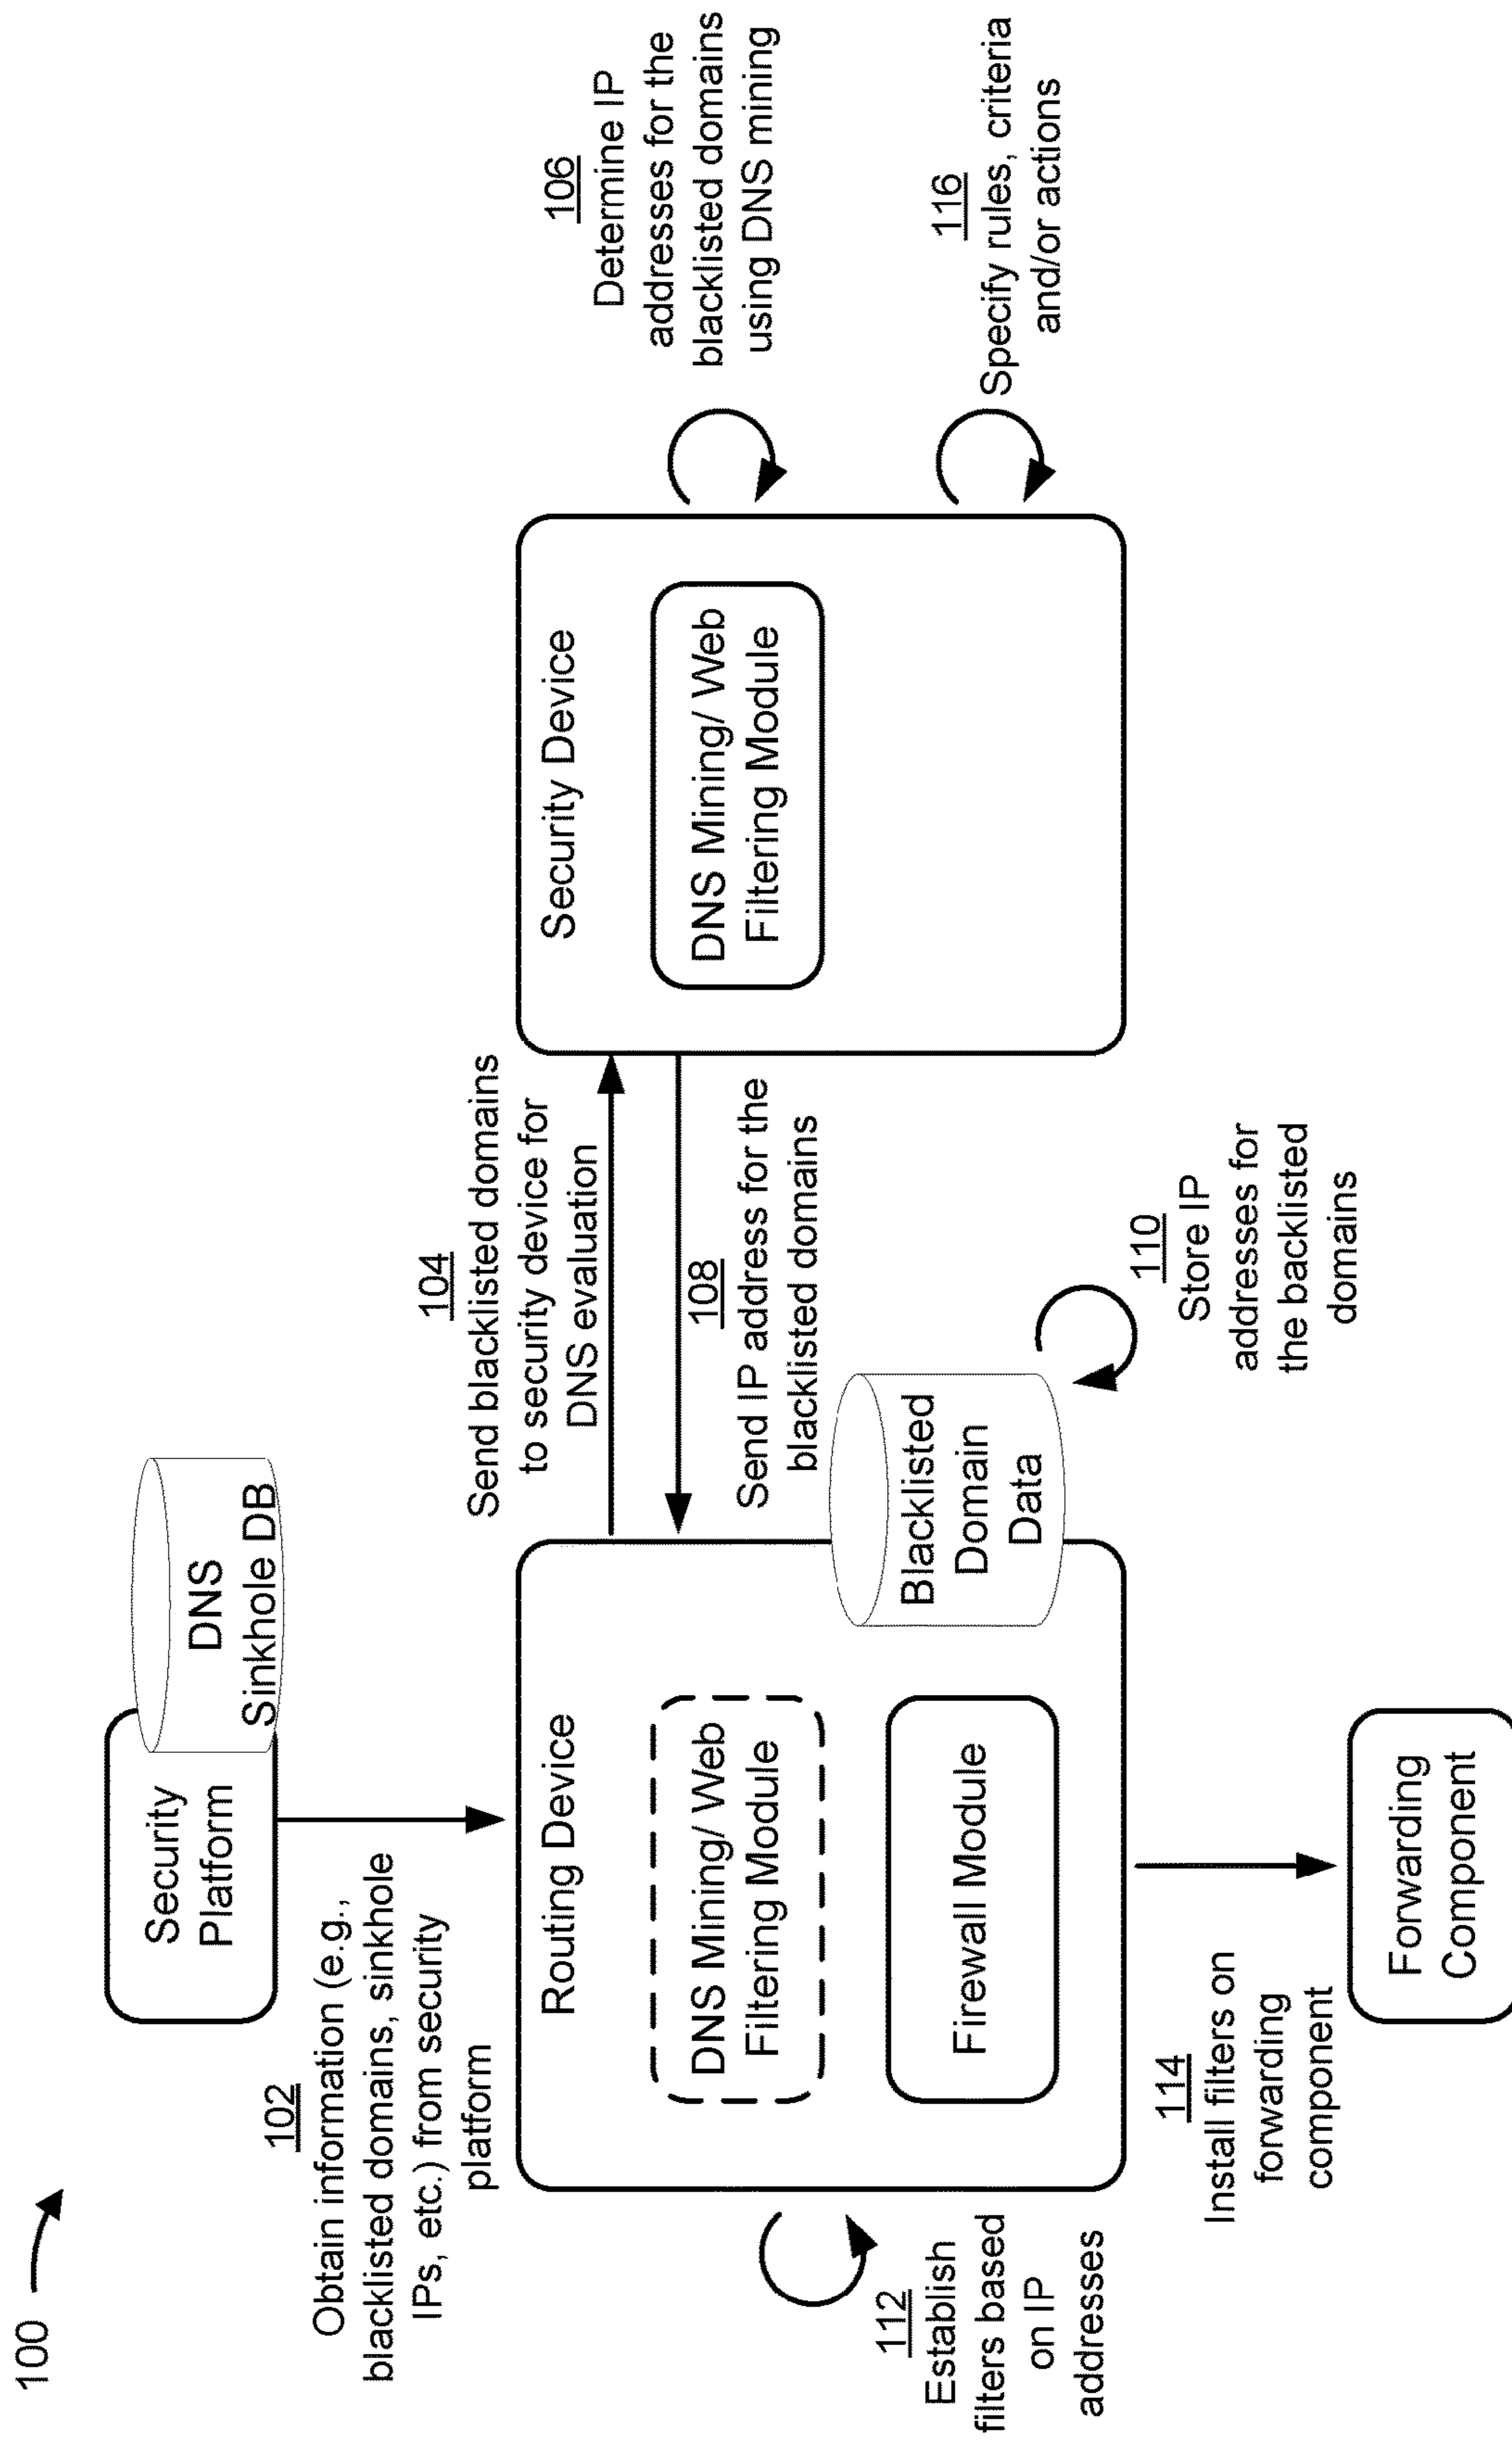 100
Security
Platform
DNS
Sinkhole DB
102
Obtain information (e.g.,
blacklisted domains, sinkhole
IPs, etc.) from security
platform
Routing Device
DNS Mining/ Web
Filtering Module
Firewall Module
Blacklisted
Domain
Data
104
Send blacklisted domains
to security device for
DNS evaluation
108
Send IP address for the
blacklisted domains
Security Device
DNS Mining/ Web
Filtering Module
106
Determine IP
addresses for the
blacklisted domains
using DNS mining
116
Specify rules, criteria
and/or actions
110
Store IP
addresses for
the backlisted
domains
112
Establish
filters based
on IP
addresses
114
Install filters on
forwarding
component
Forwarding
Component